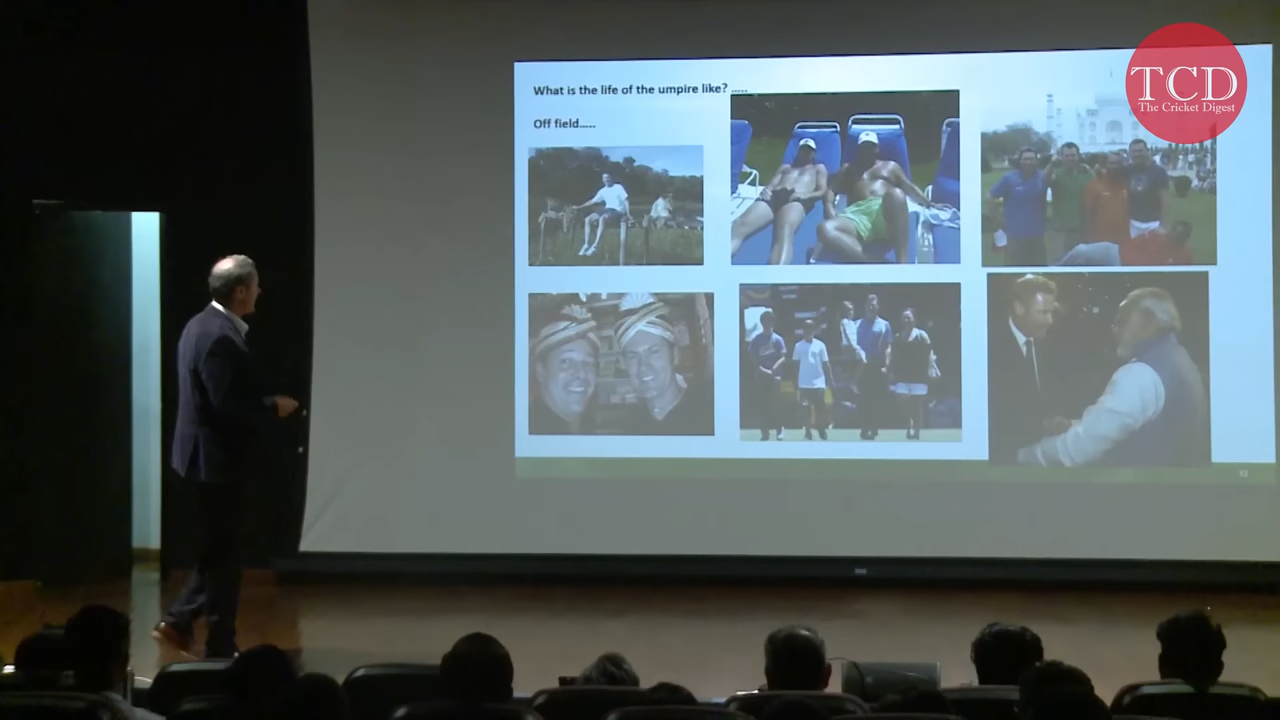 What is the life of the umpire like? .....
Off field.....
TCD
The Cricket Digest